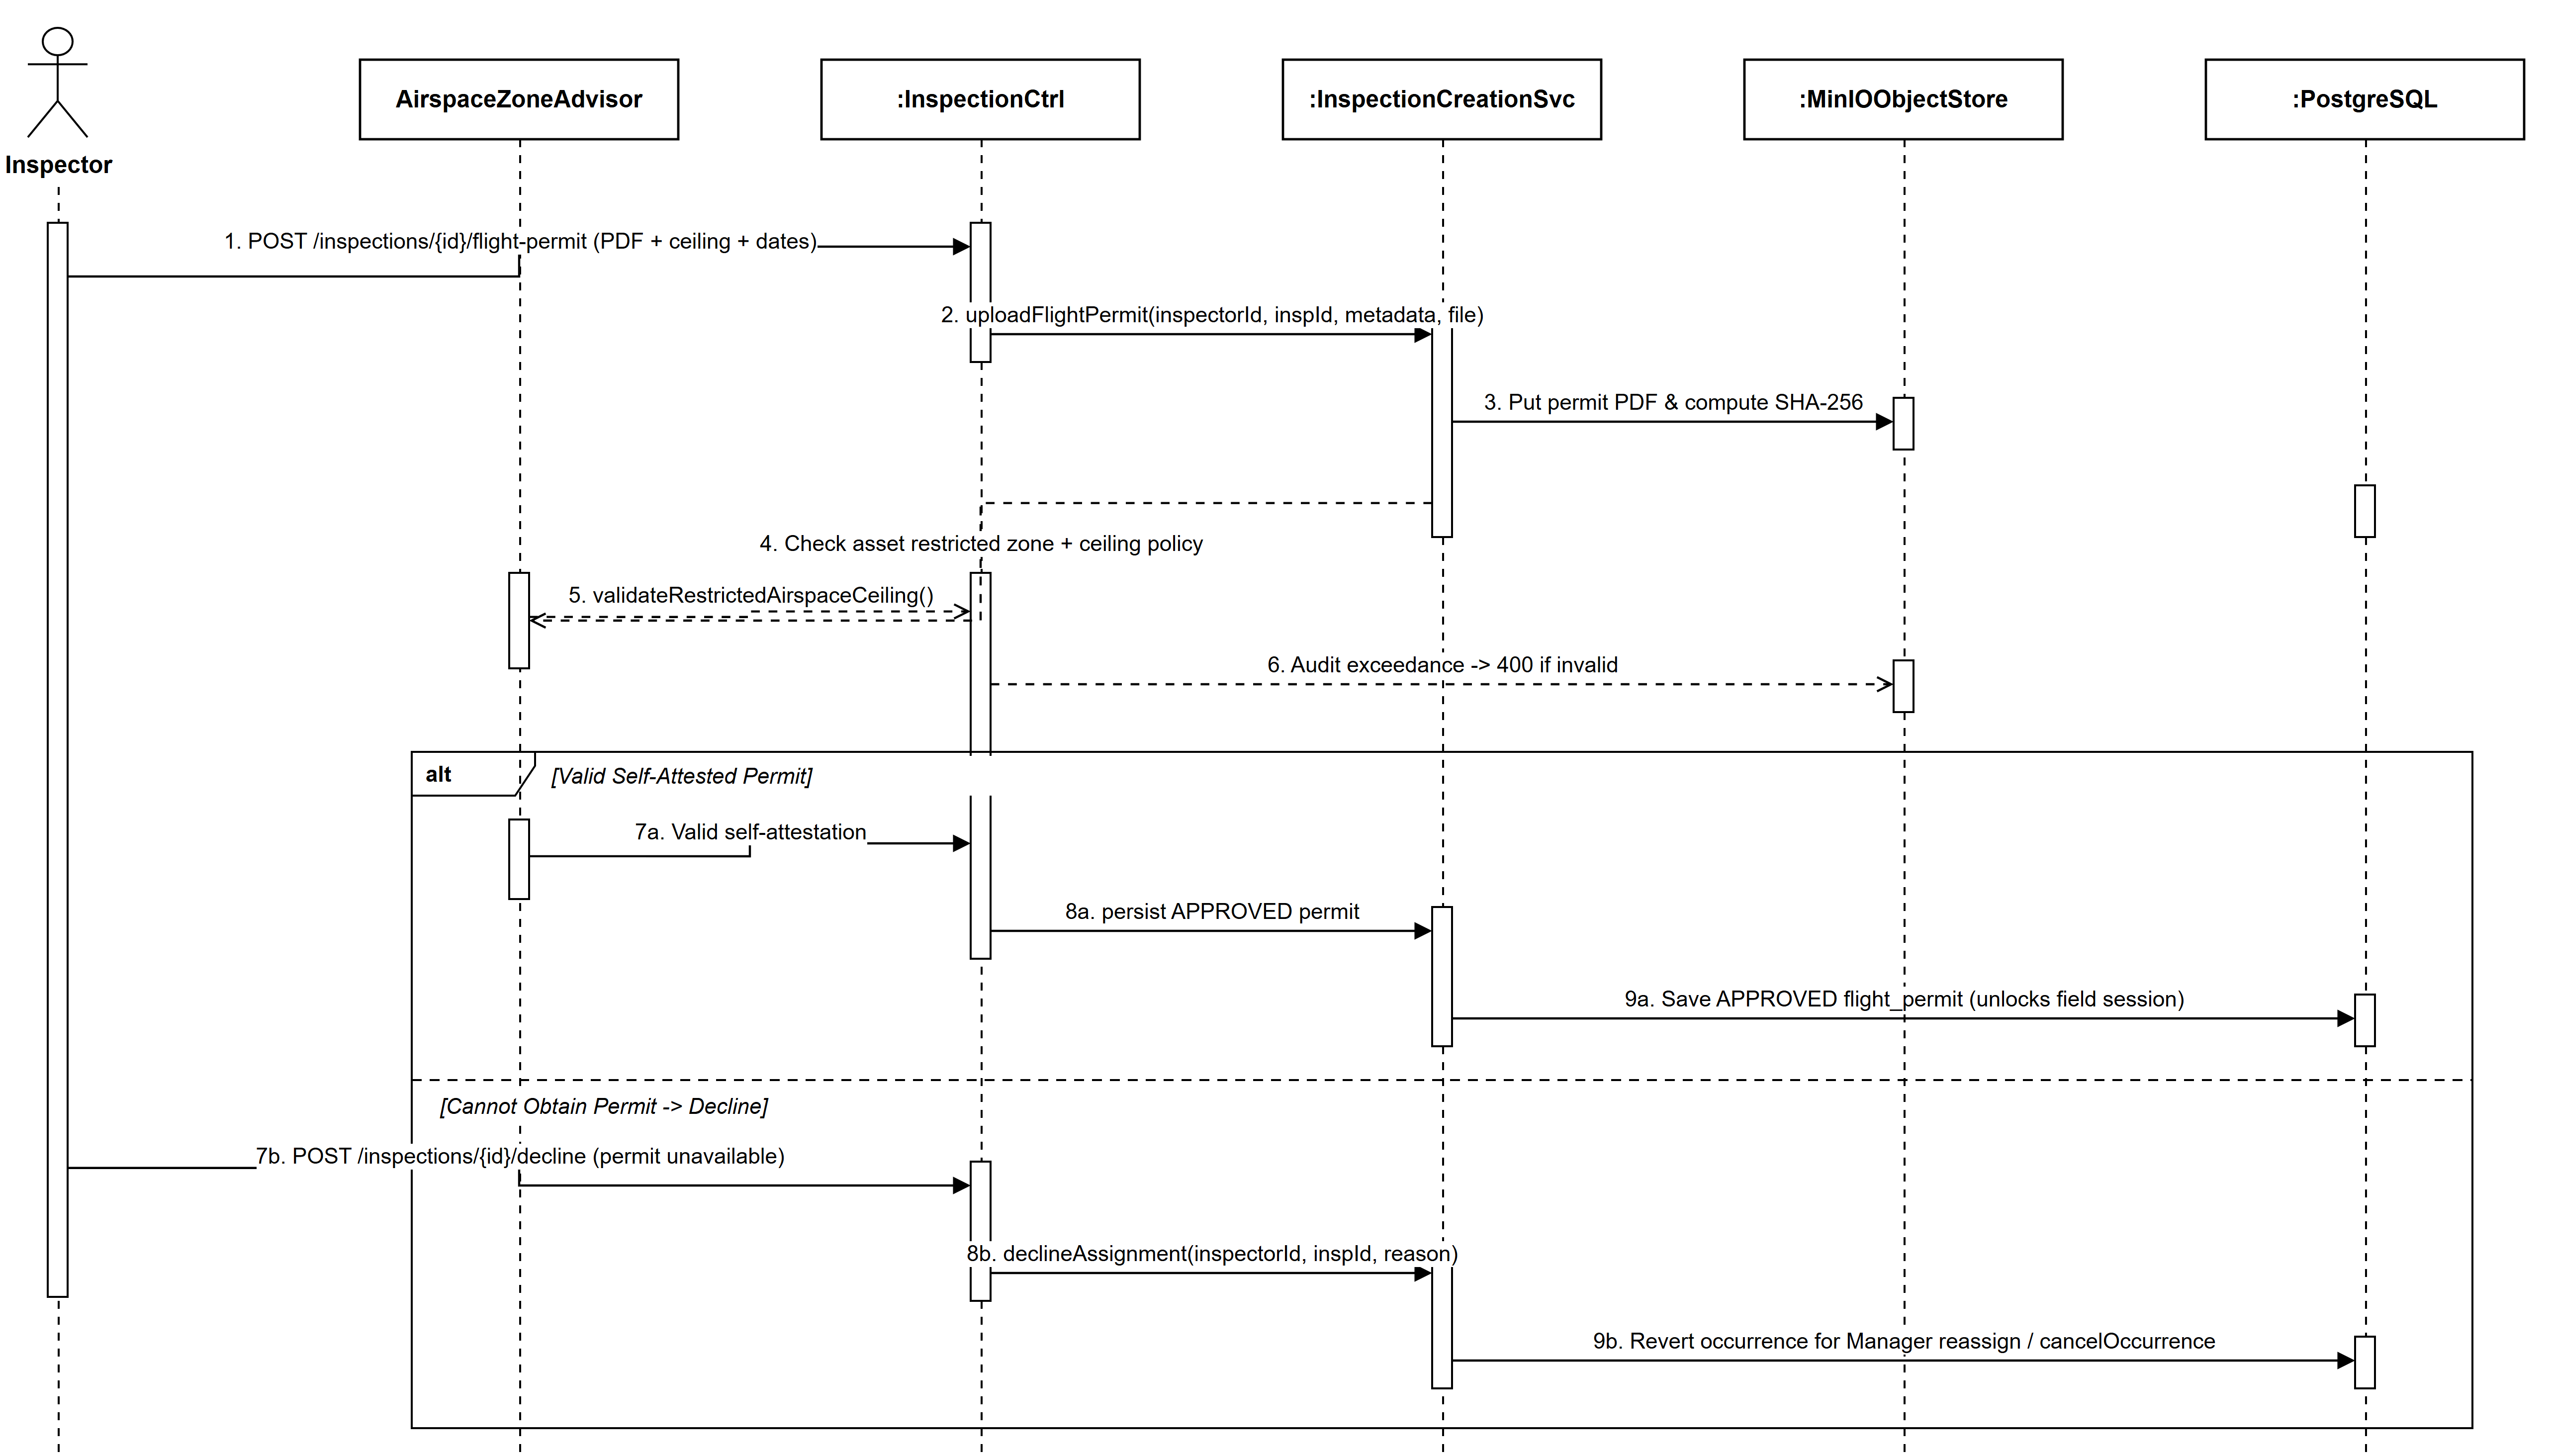 Inspector
AirspaceZoneAdvisor
:InspectionCtrl
:InspectionCreationSvc
:MinIOObjectStore
:PostgreSQL
1. POST /inspections/{id}/flight-permit (PDF + ceiling + dates)
2. uploadFlightPermit(inspectorId, inspId, metadata, file)
3. Put permit PDF & compute SHA-256
4. Check asset restricted zone + ceiling policy
5. validateRestrictedAirspaceCeiling()
6. Audit exceedance -> 400 if invalid
alt
[Valid Self-Attested Permit]
7a. Valid self-attestation
8a. persist APPROVED permit
9a. Save APPROVED flight_permit (unlocks field session)
[Cannot Obtain Permit -> Decline]
7b. POST /inspections/{id}/decline (permit unavailable)
8b. declineAssignment(inspectorId, inspId, reason)
9b. Revert occurrence for Manager reassign / cancelOccurrence